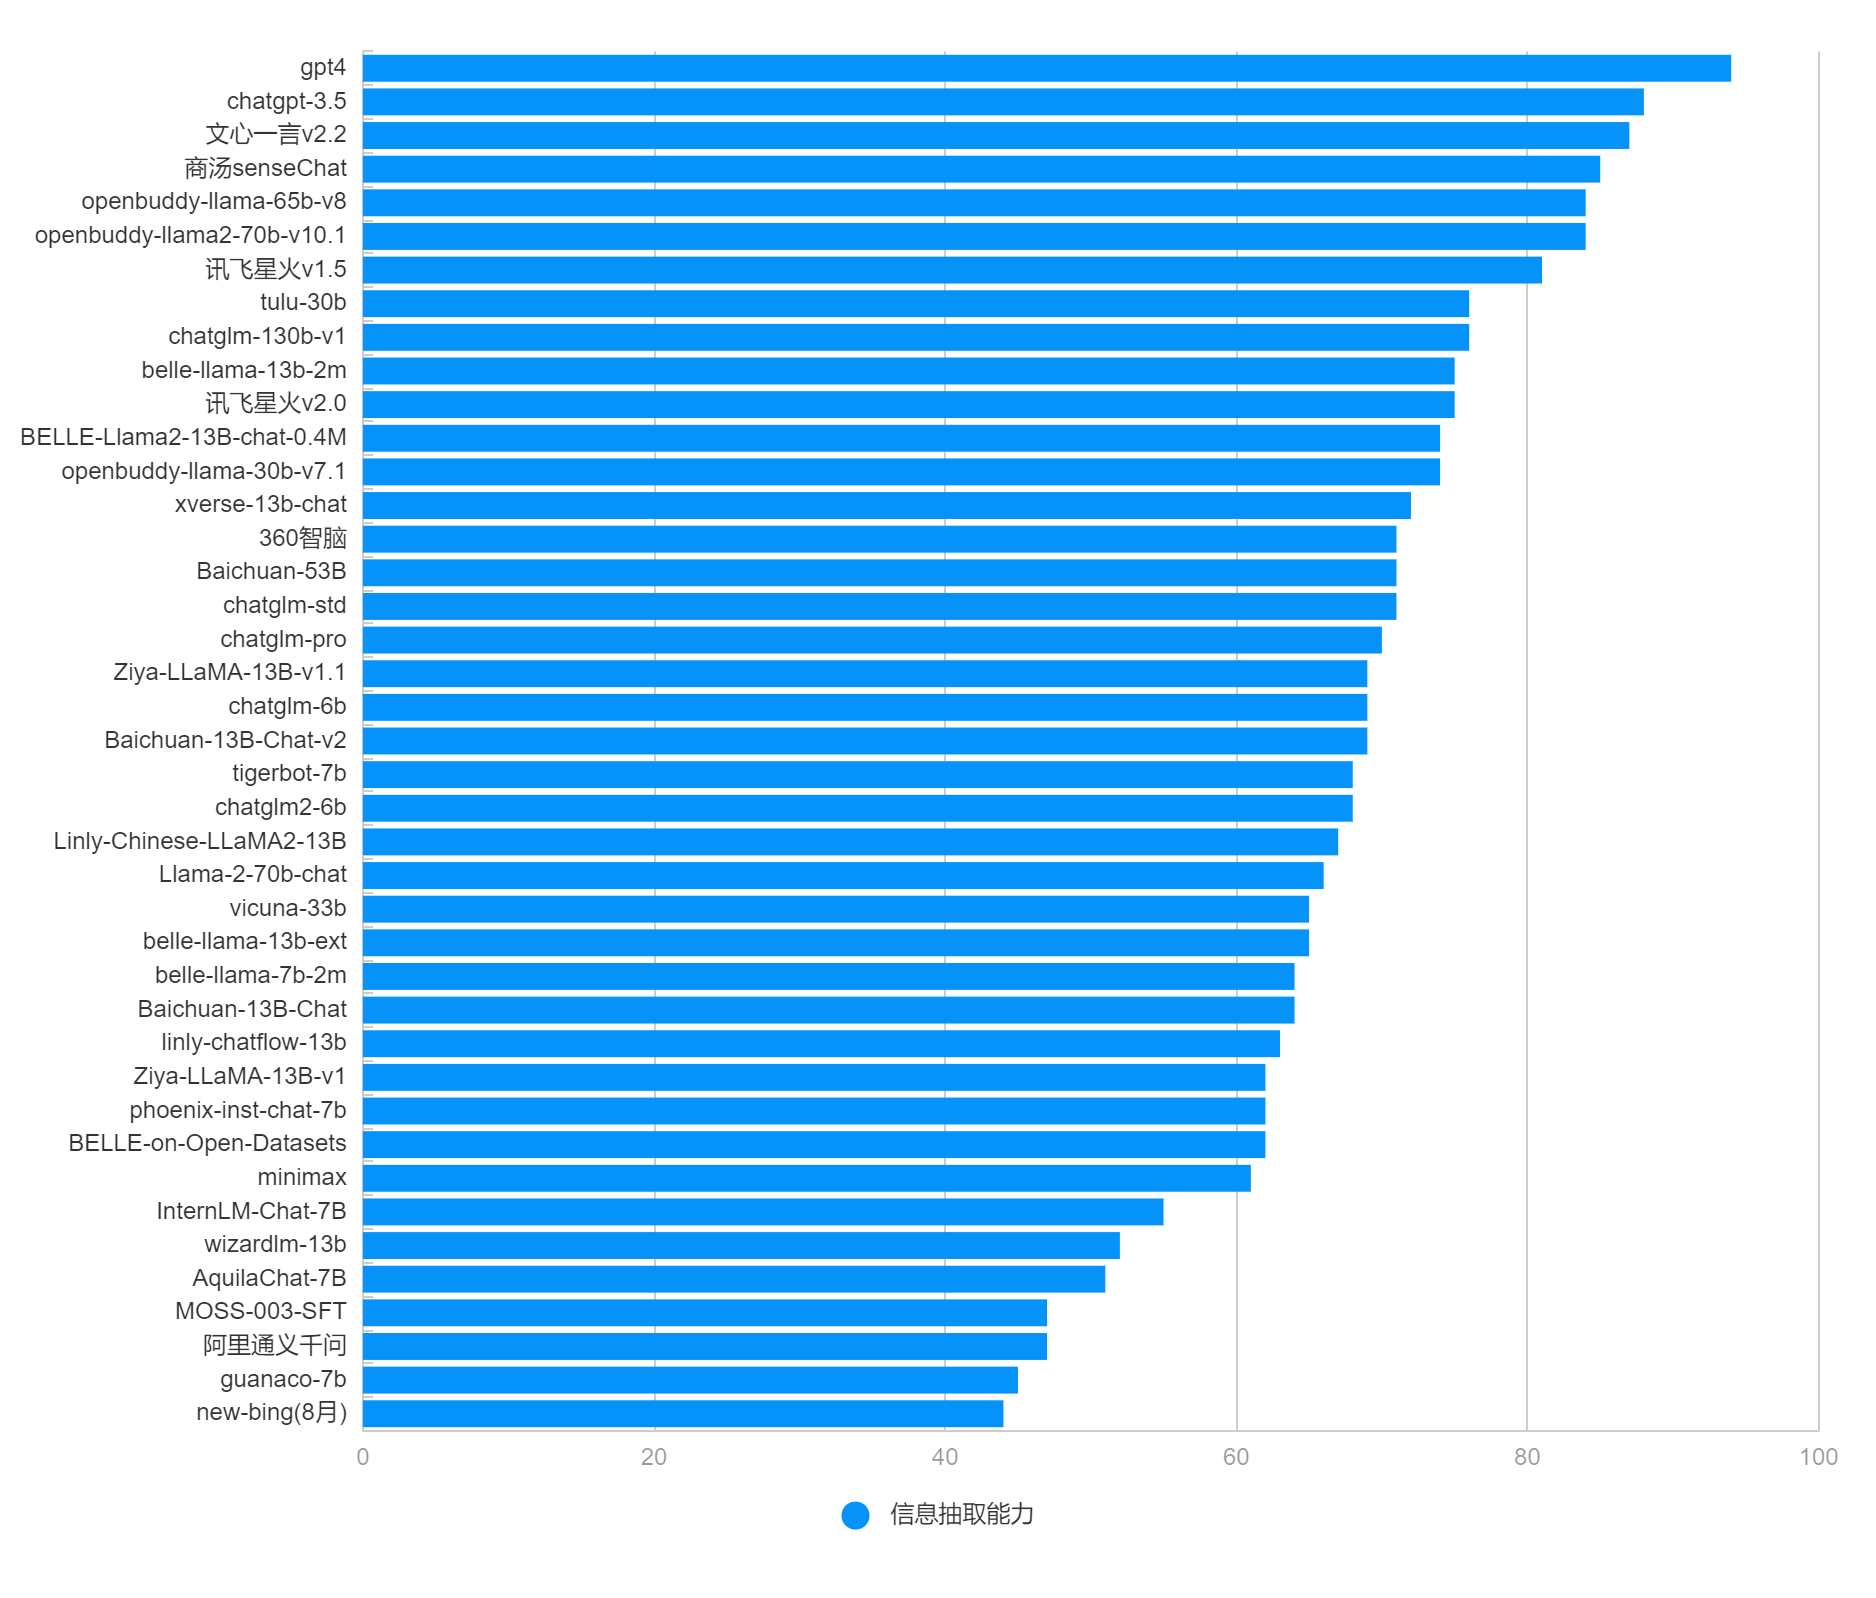 gpt4
chatgpt-3.5
文心一言v2.2
商汤senseChat
openbuddy-llama-65b-v8
openbuddy-llama2-70b-v10.1
讯飞星火v1.5
tulu-30b
chatglm-130b-v1
belle-llama-13b-2m
讯飞星火v2.0
BELLE-Llama2-13B-chat-0.4M
openbuddy-llama-30b-v7.1
xverse-13b-chat
360智脑
Baichuan-53B
chatglm-std
chatglm-pro
Ziya-LLaMA-13B-v1.1
chatglm-6b
Baichuan-13B-Chat-v2
tigerbot-7b
chatglm2-6b
Linly-Chinese-LLaMA2-13B
Llama-2-70b-chat
vicuna-33b
belle-llama-13b-ext
belle-llama-7b-2m
Baichuan-13B-Chat
linly-chatflow-13b
Ziya-LLaMA-13B-v1
phoenix-inst-chat-7b
BELLE-on-Open-Datasets
minimax
InternLM-Chat-7B
wizardlm-13b
AquilaChat-7B
MOSS-003-SFT
阿里通义千问
guanaco-7b
new-bing(8月)
0 20 40 60 80 100
信息抽取能力